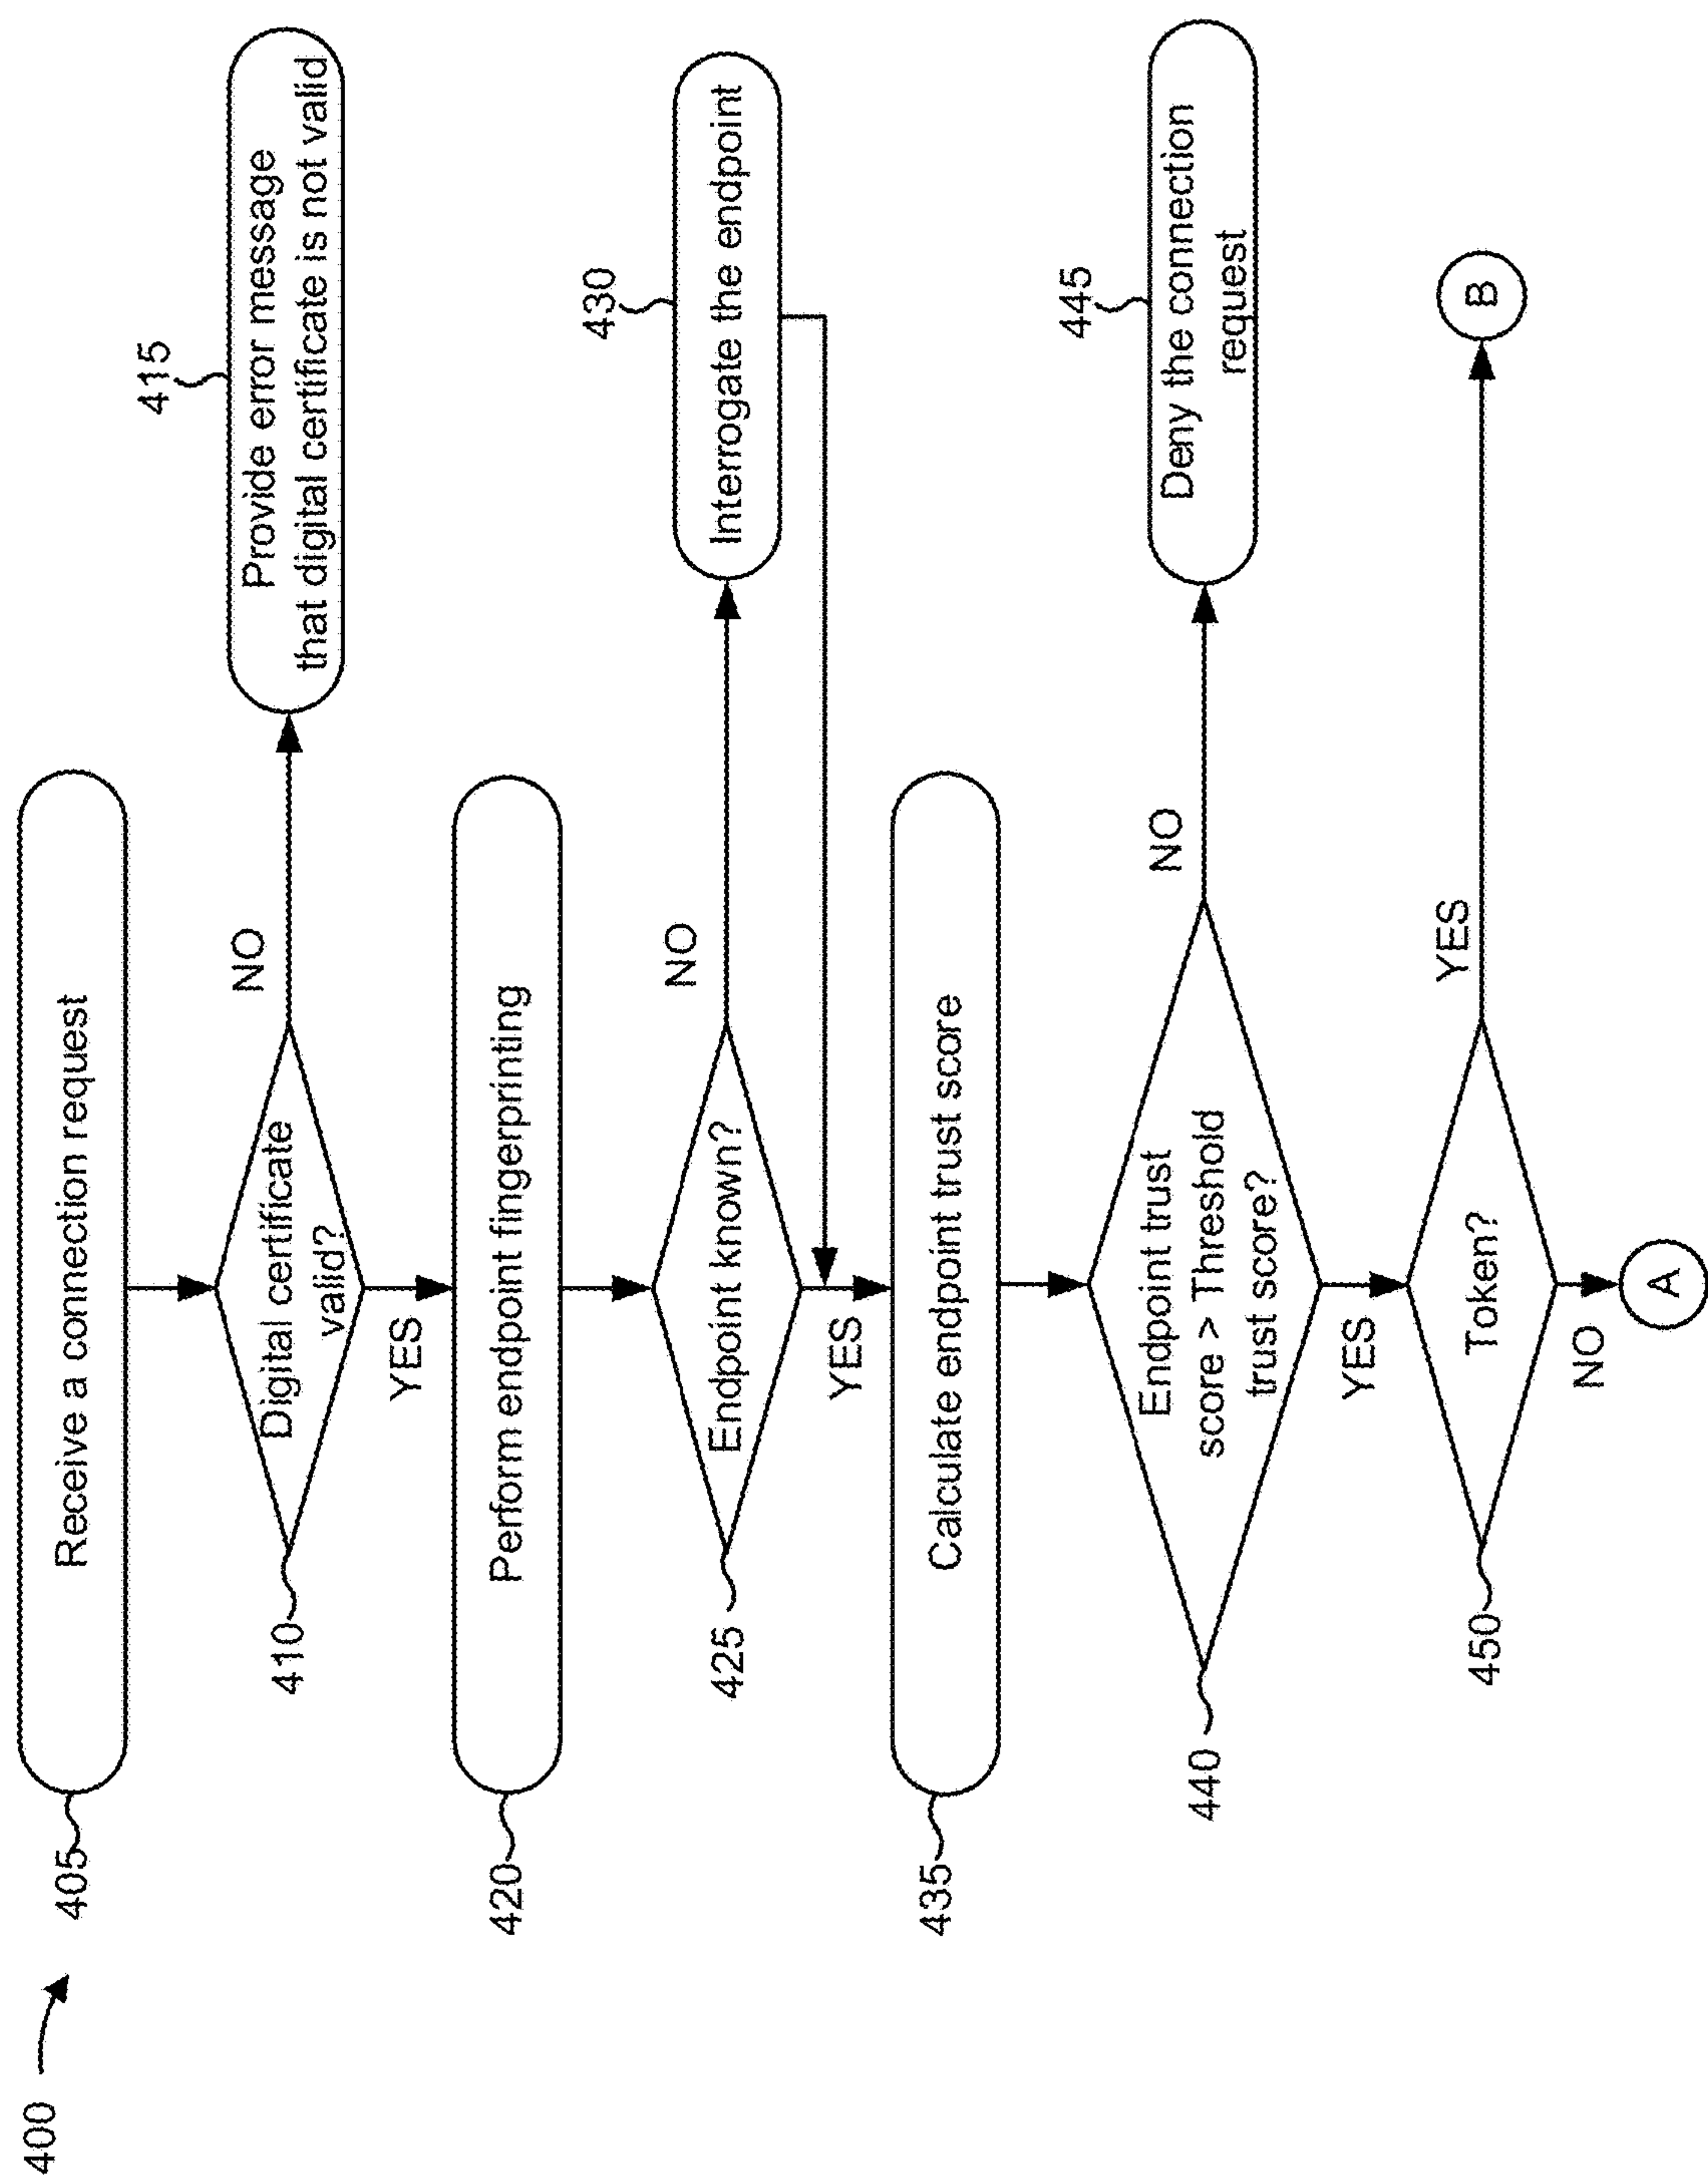 400
405
Receive a connection request
410
Digital certificate
valid?
NO
415
Provide error message
that digital certificate is not valid
YES
420
Perform endpoint fingerprinting
425
Endpoint known?
NO
430
Interrogate the endpoint
YES
435
Calculate endpoint trust score
440
Endpoint trust
score > Threshold
trust score?
NO
445
Deny the connection
request
YES
450
Token?
YES
B
NO
A